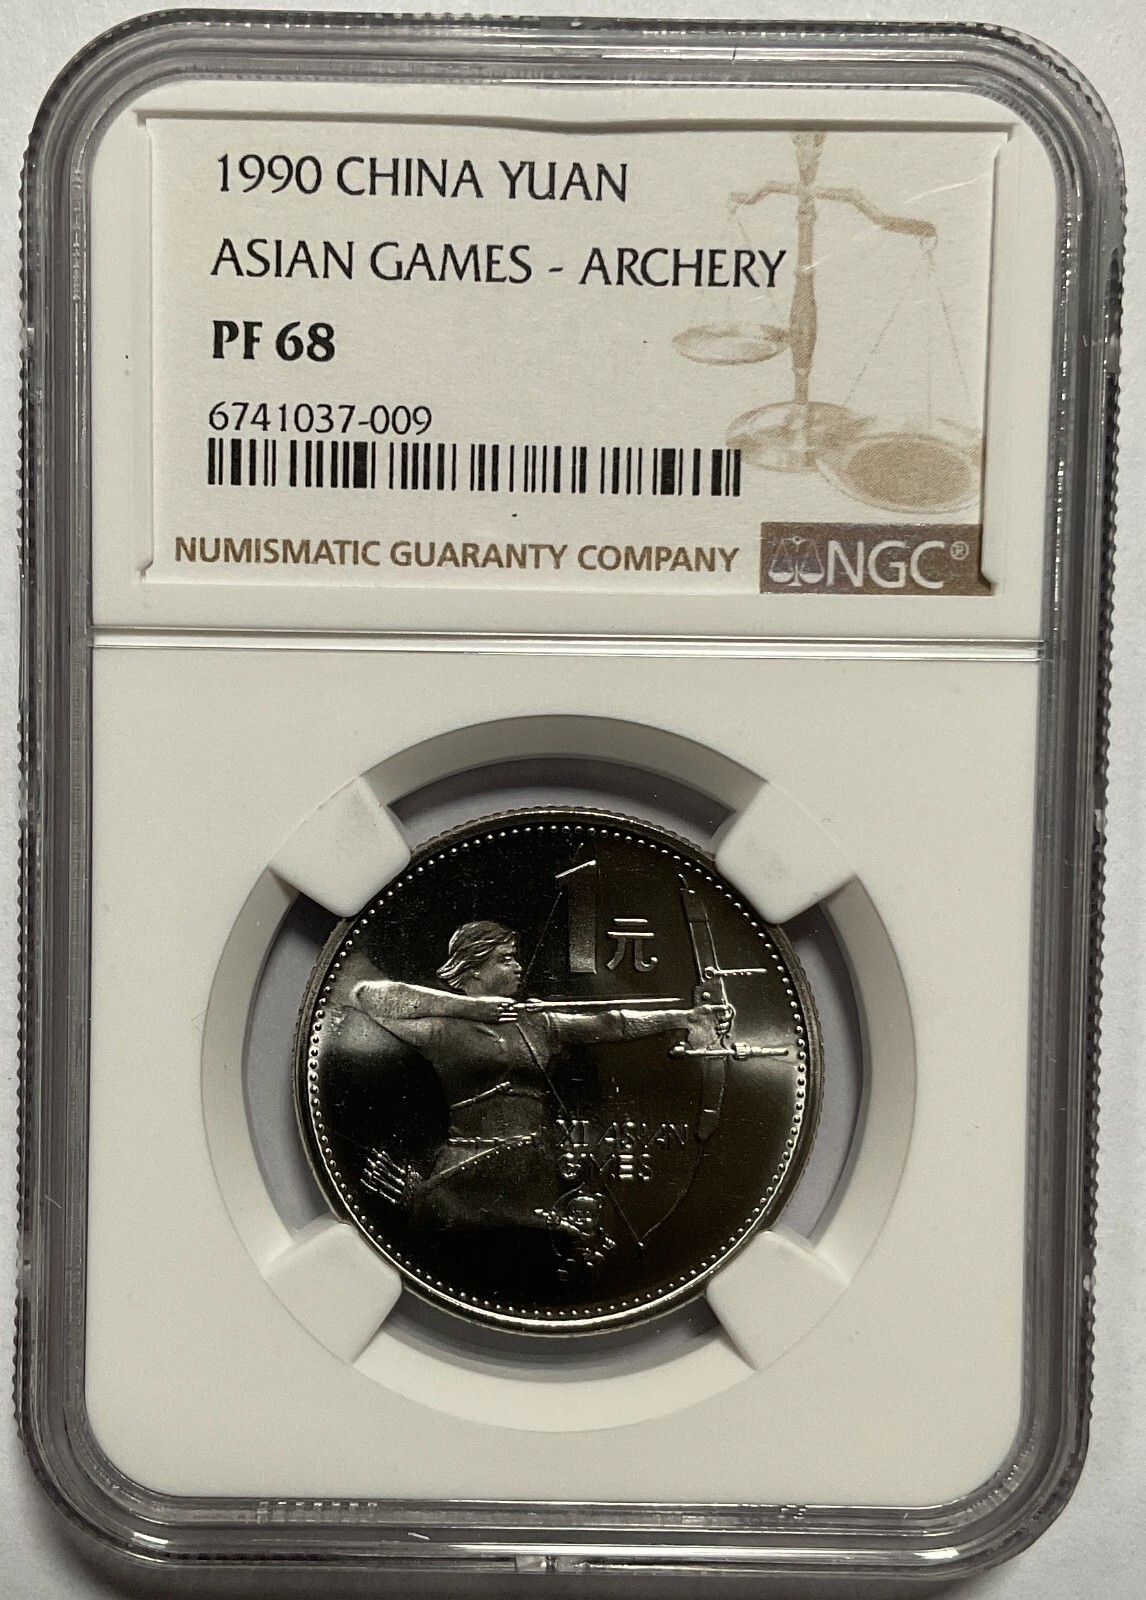 1990 CHINA YUAN
ASIAN GAMES - ARCHERY
PF 68
6741037-009
NUMISMATIC GUARANTY COMPANY
NGC®
1元
XI ASIAN
GAMES